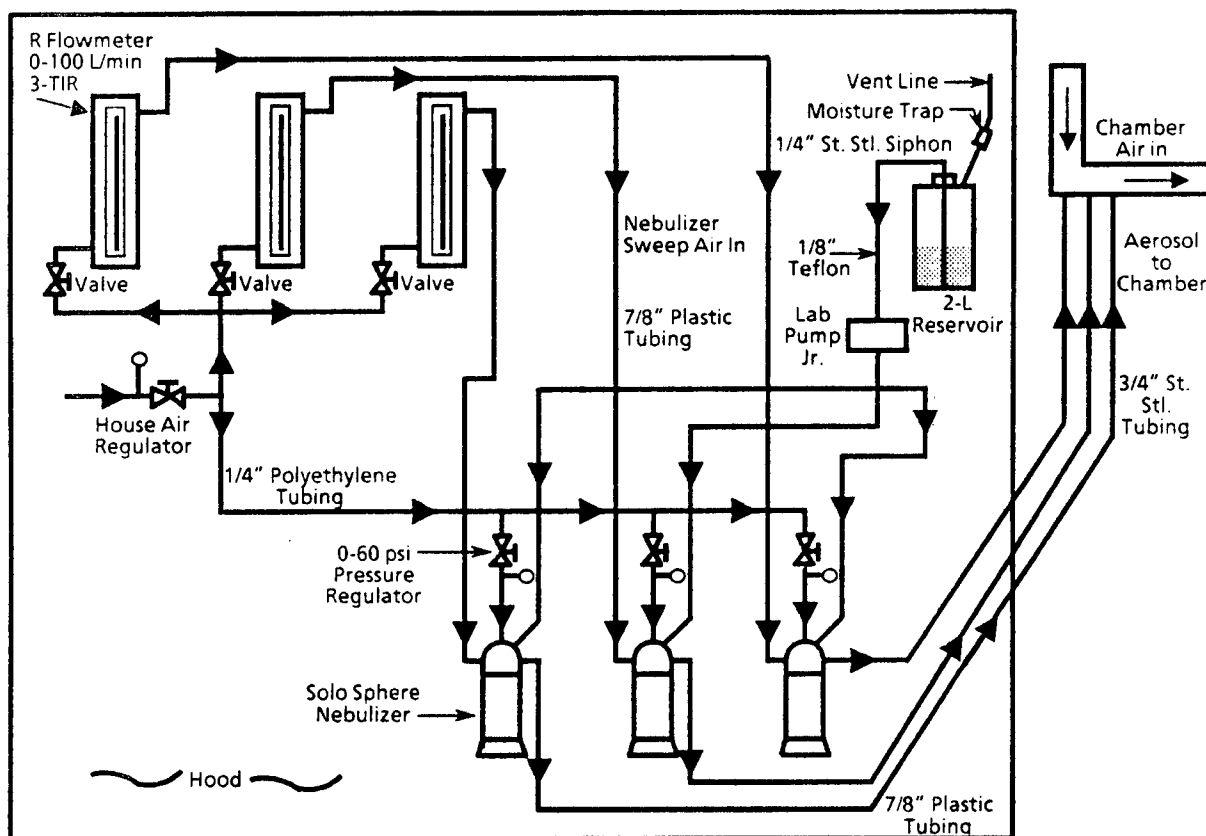 R Flowmeter
0-100 L/min
3-TIR
Vent Line
Moisture Trap
1/4" St. Stl. Siphon
Chamber
Air in
Nebulizer
Sweep Air In
1/8"
Teflon
Aerosol
to
Chamber
Valve
Valve
Valve
2-L
Reservoir
7/8" Plastic
Tubing
Lab
Pump
Jr.
3/4" St.
Stl.
Tubing
House Air
Regulator
1/4" Polyethylene
Tubing
0-60 psi
Pressure
Regulator
Solo Sphere
Nebulizer
Hood
7/8" Plastic
Tubing